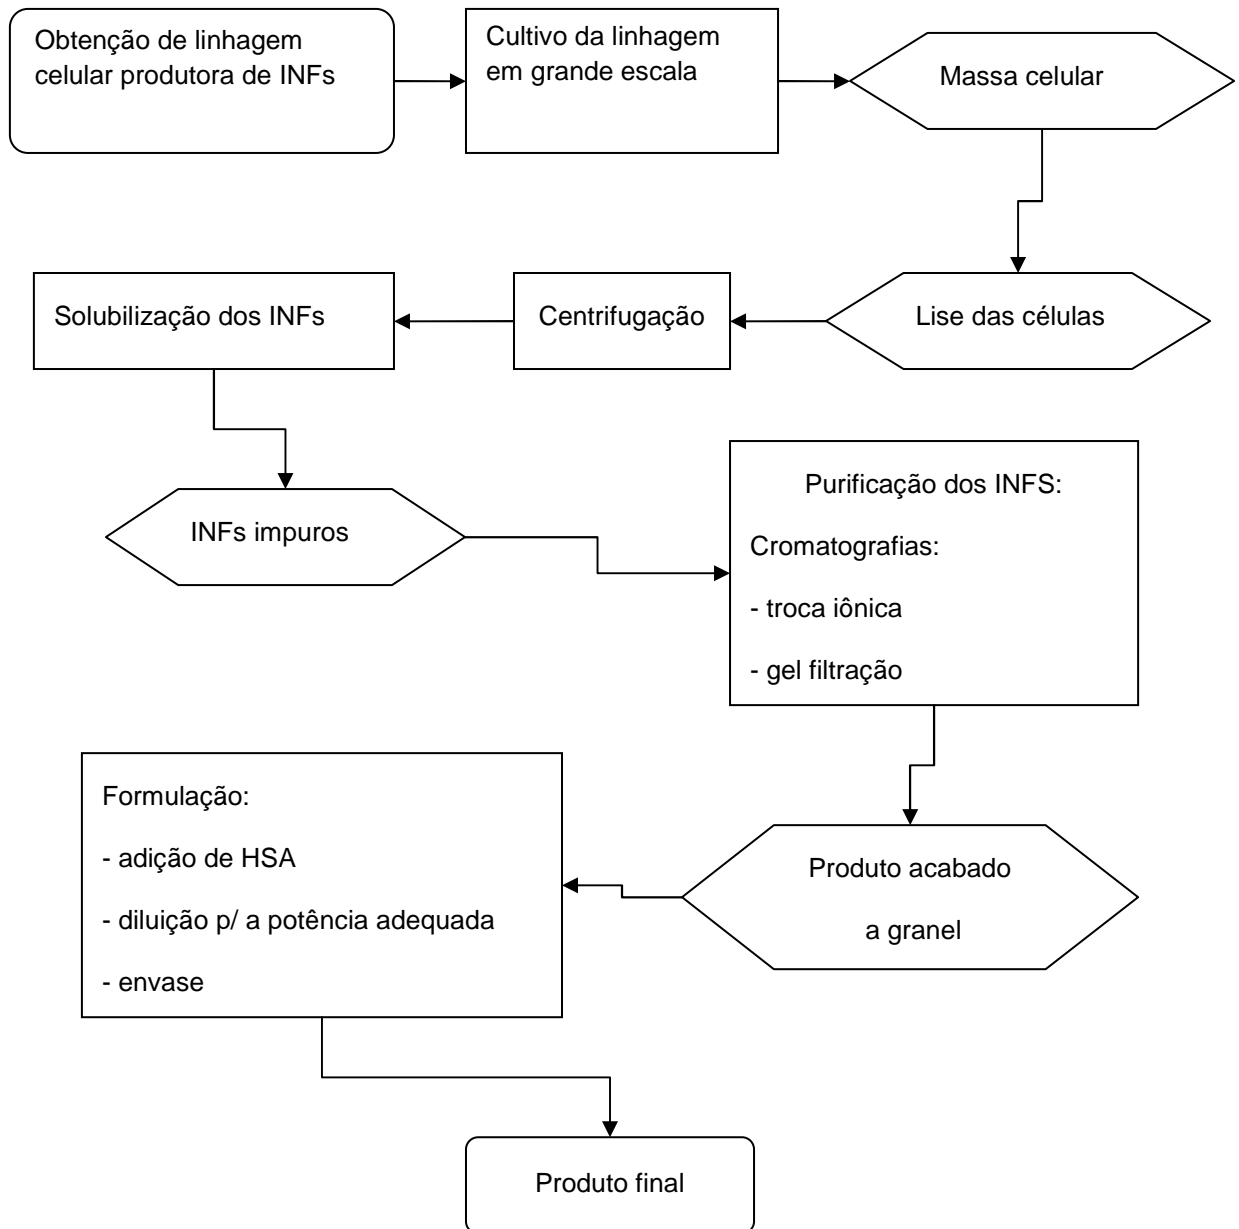 Obtenção de linhagem
celular produtora de INFs
Cultivo da linhagem
em grande escala
Massa celular
Lise das células
Centrifugação
Solubilização dos INFs
INFs impuros
Purificação dos INFS:
Cromatografias:
- troca iônica
- gel filtração
Produto acabado
a granel
Formulação:
- adição de HSA
- diluição p/ a potência adequada
- envase
Produto final